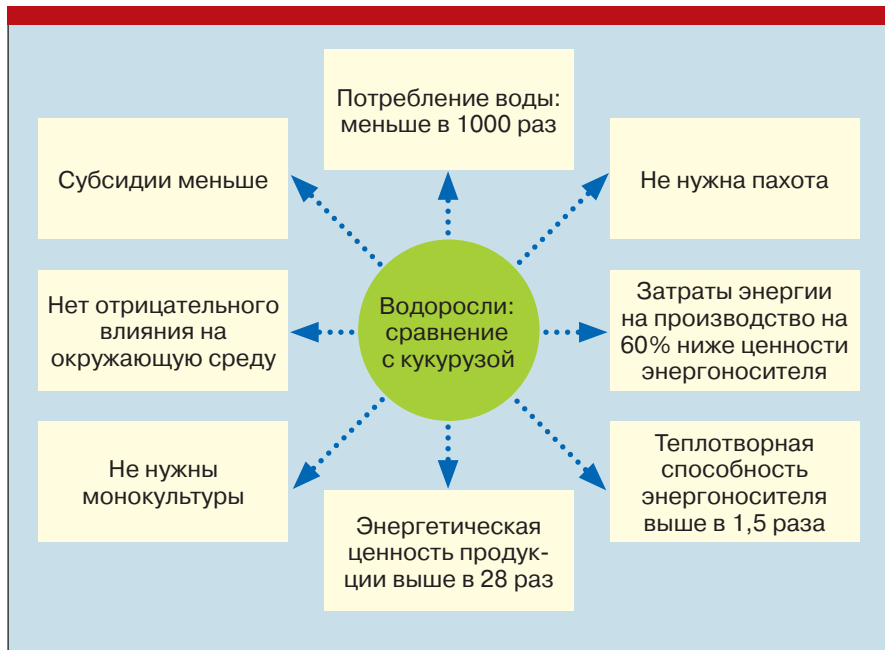 Потребление воды:
меньше в 1000 раз
Субсидии меньше
Не нужна пахота
Нет отрицательного
влияния на
окружающую среду
Водоросли:
сравнение
с кукурузой
Затраты энергии
на производство на
60% ниже ценности
энергоносителя
Не нужны
монокультуры
Энергетическая
ценность продук-
ции выше в 28 раз
Теплотворная
способность
энергоносителя
выше в 1,5 раза